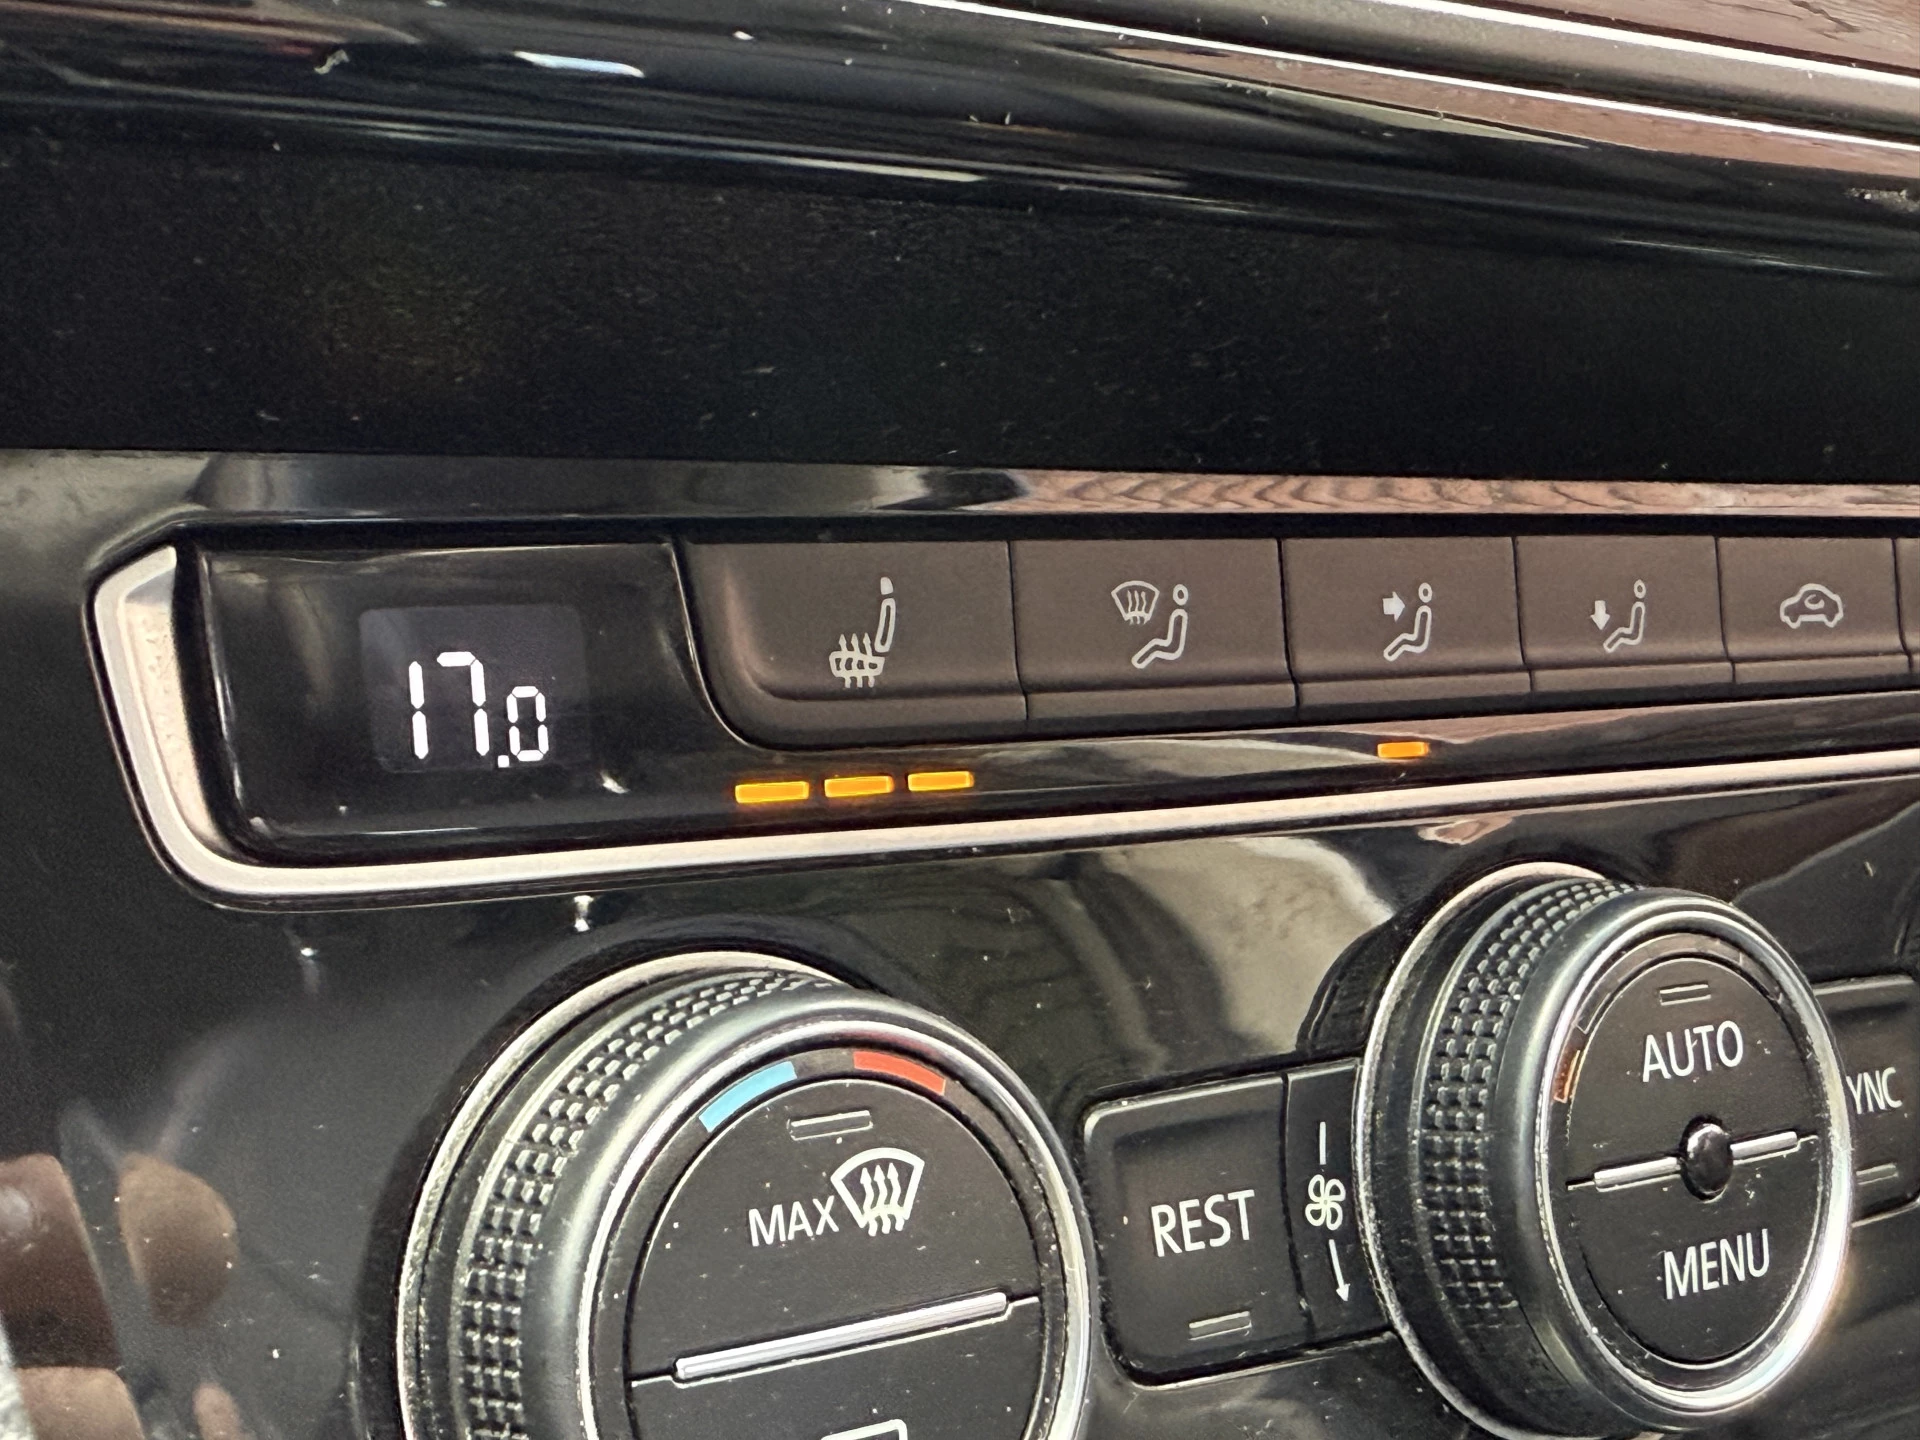 17.0
AUTO
YNC
MAX
REST
MENU